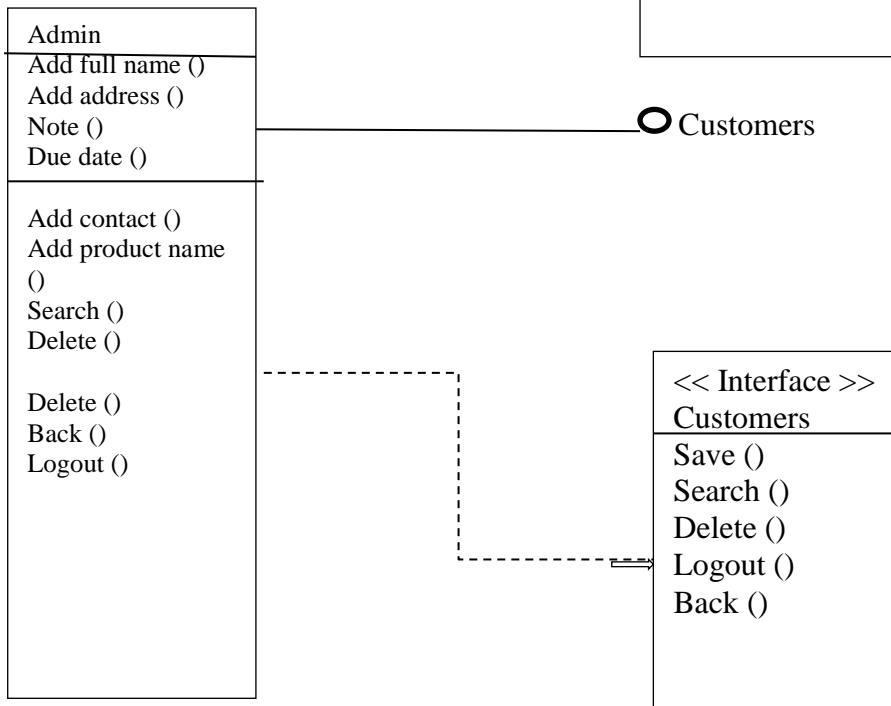 Admin
Add full name ()
Add address ()
Note ()
Due date ()
Add contact ()
Add product name
()
Search ()
Delete ()
Delete ()
Back ()
Logout ()
Customers
<< Interface >>
Customers
Save ()
Search ()
Delete ()
Logout ()
Back ()